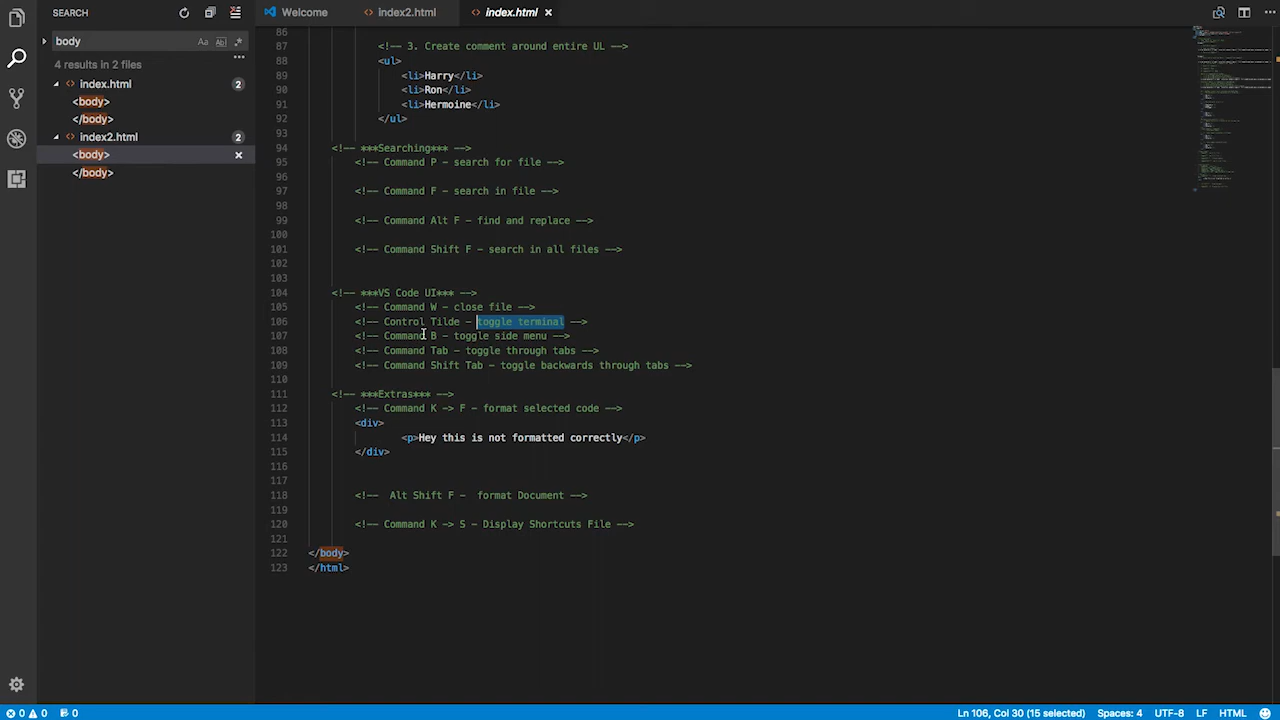 SEARCH
Welcome
index2.html
index.html
body
Aa
Ab
.*
4 results in 2 files
index.html
2
<body>
</body>
index2.html
2
<body>
</body>
86
87 <!-- 3. Create comment around entire UL -->
88 <ul>
89 <li>Harry</li>
90 <li>Ron</li>
91 <li>Hermoine</li>
92 </ul>
93
94 <!-- ***Searching*** -->
95 <!-- Command P - search for file -->
96
97 <!-- Command F - search in file -->
98
99 <!-- Command Alt F - find and replace -->
100
101 <!-- Command Shift F - search in all files -->
102
103
104 <!-- ***VS Code UI*** -->
105 <!-- Command W - close file -->
106 <!-- Control Tilde - toggle terminal -->
107 <!-- Command B - toggle side menu -->
108 <!-- Command Tab - toggle through tabs -->
109 <!-- Command Shift Tab - toggle backwards through tabs -->
110
111 <!-- ***Extras*** -->
112 <!-- Command K -> F - format selected code -->
113 <div>
114 <p>Hey this is not formatted correctly</p>
115 </div>
116
117
118 <!-- Alt Shift F - format Document -->
119
120 <!-- Command K -> S - Display Shortcuts File -->
121
122 </body>
123 </html>
0 0 0
Ln 106, Col 30 (15 selected)
Spaces: 4
UTF-8
LF
HTML